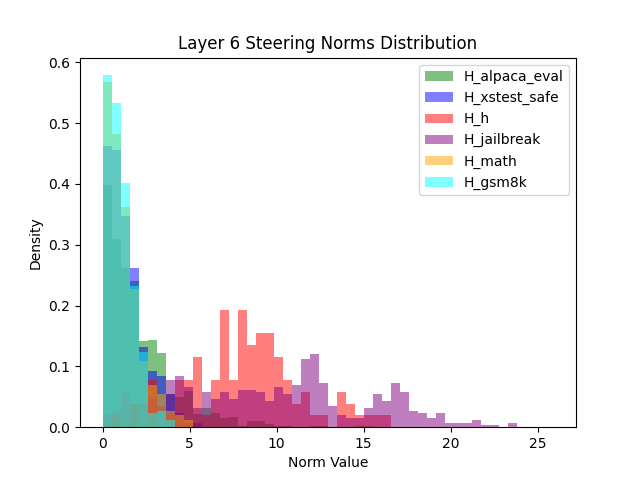 Layer 6 Steering Norms Distribution
H_alpaca_eval
H_xstest_safe
H_h
H_jailbreak
H_math
H_gsm8k
0.6
0.5
0.4
0.3
0.2
0.1
0.0
Density
0 5 10 15 20 25
Norm Value